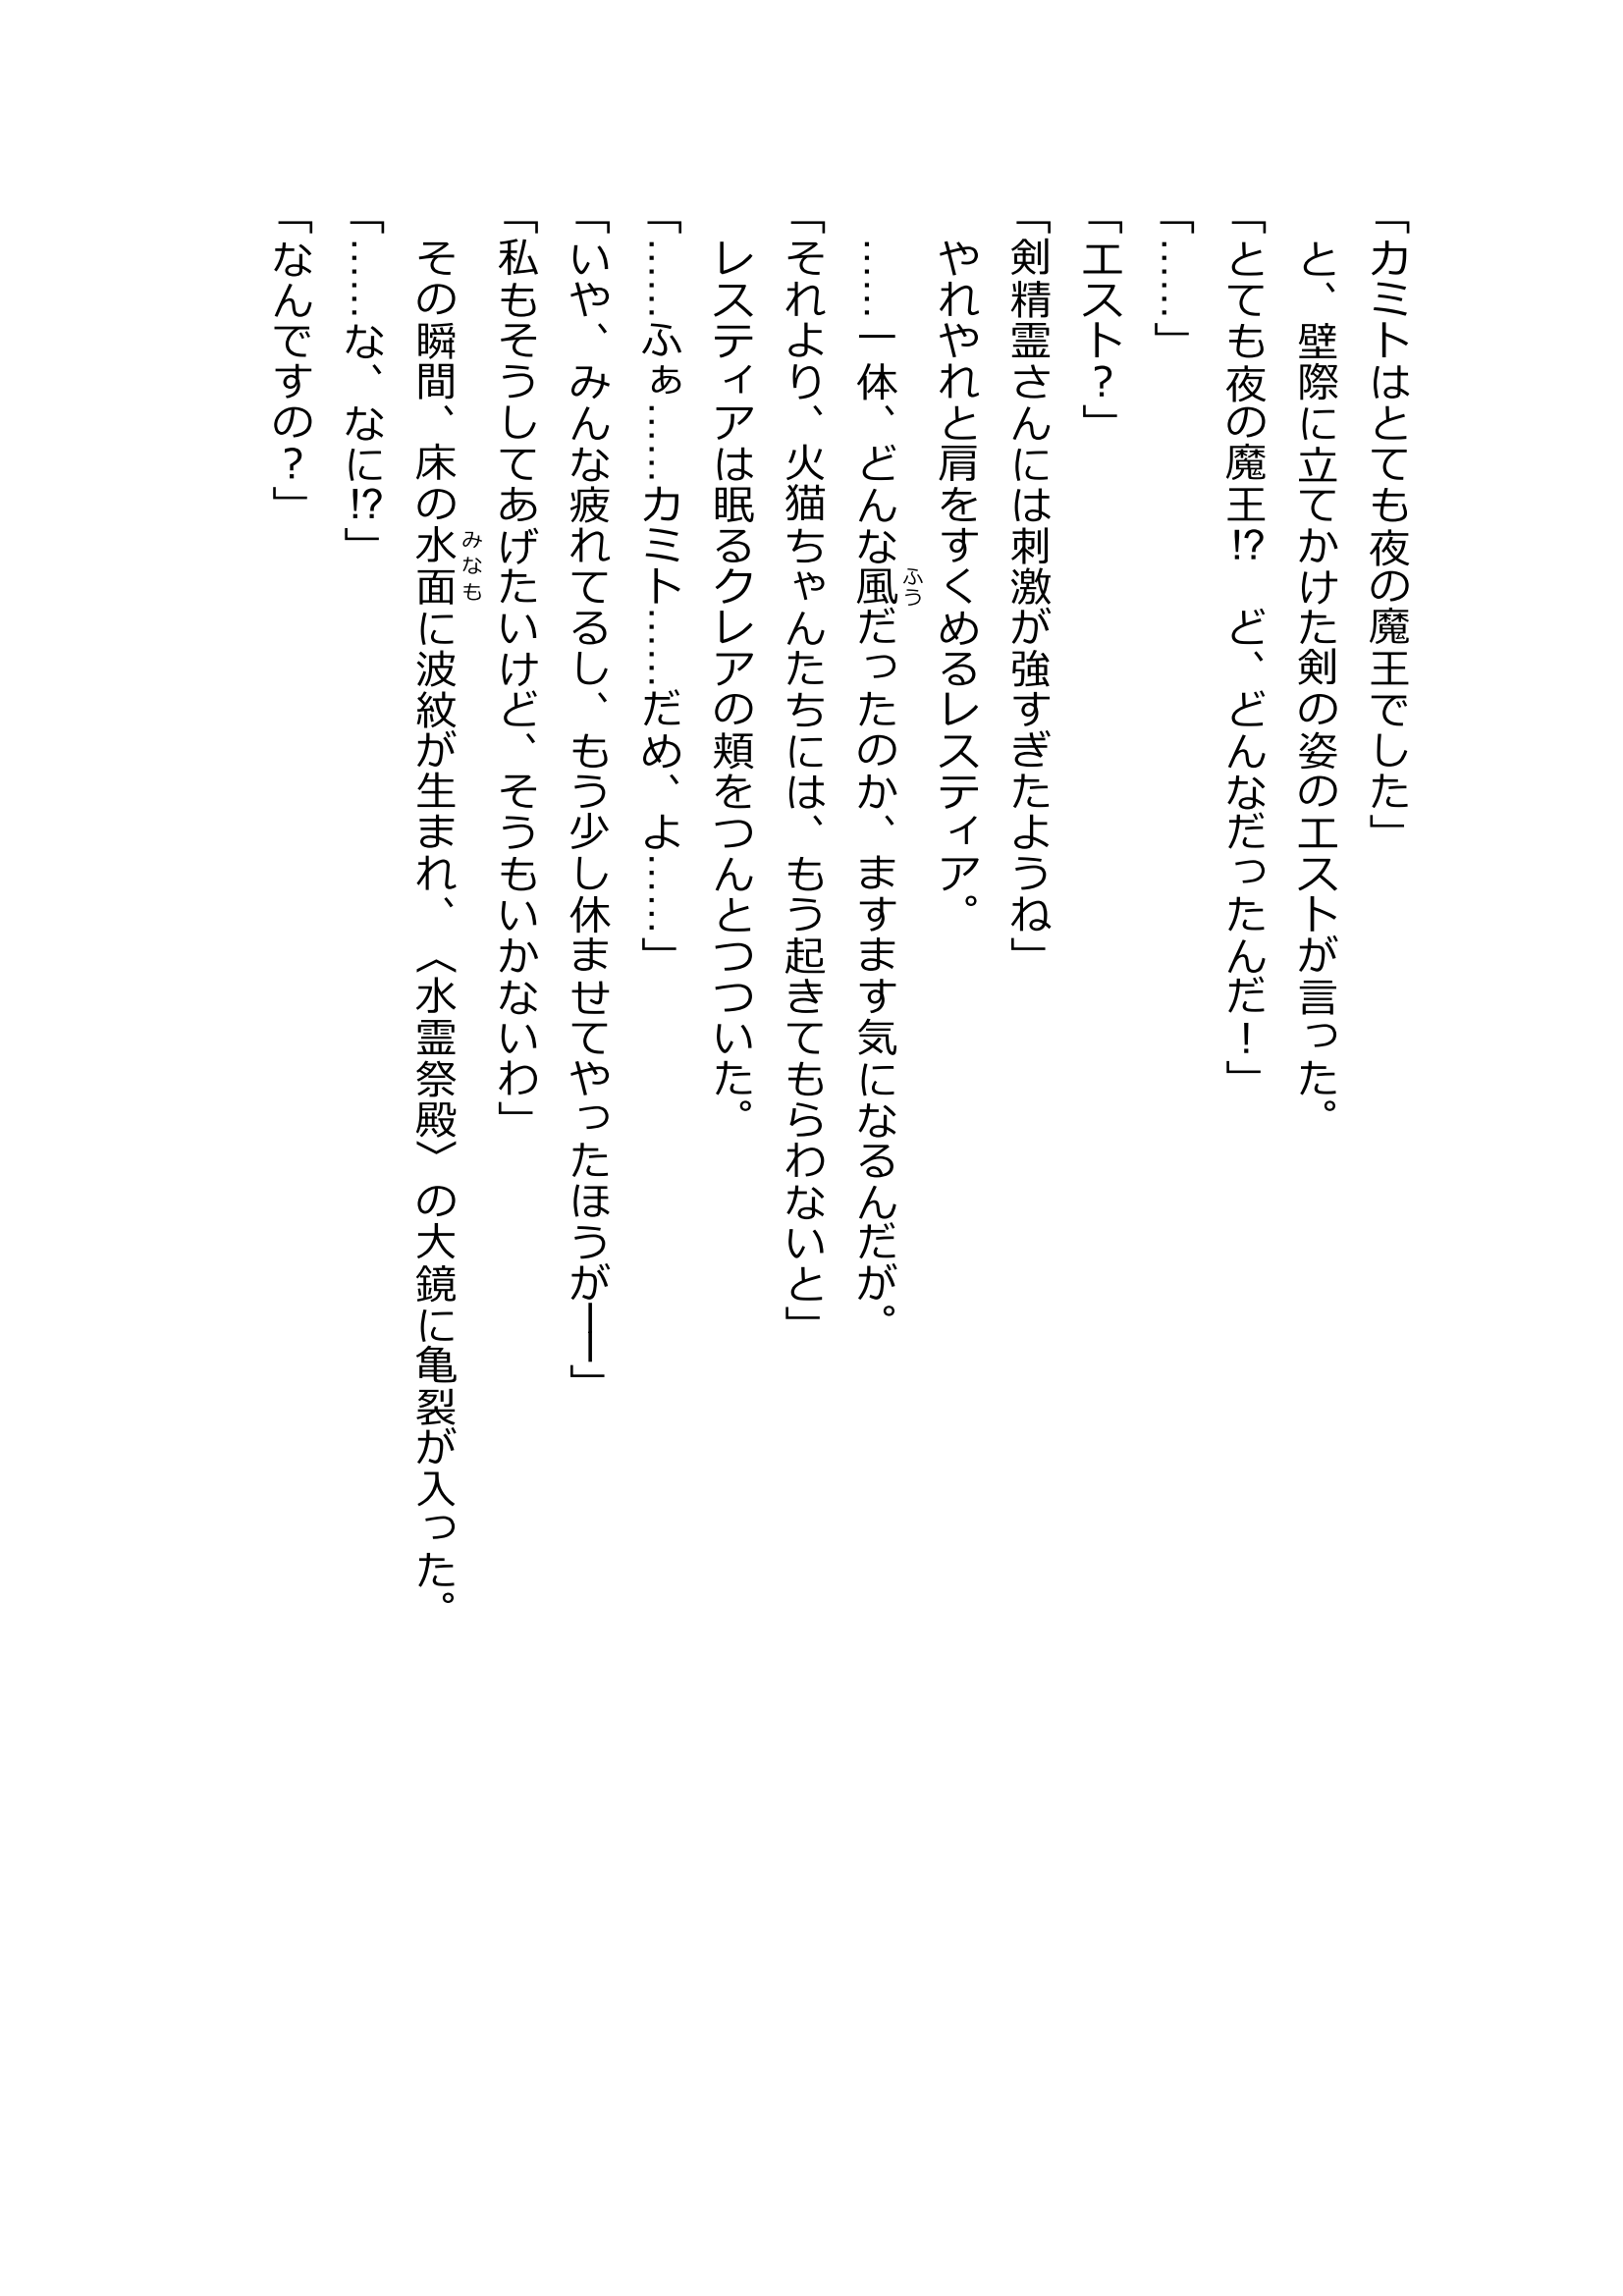 「カミトはとても夜の魔王でした」
　と、壁際に立てかけた剣の姿のエストが言った。
「とても夜の魔王⁉　ど、どんなだったんだ！」
「……」
「エスト？」
「剣精霊さんには刺激が強すぎたようね」
　やれやれと肩をすくめるレスティア。
　……一体、どんな風だったのか、ますます気になるんだが。
ふう
「それより、火猫ちゃんたちには、もう起きてもらわないと」
　レスティアは眠るクレアの頬をつんとつついた。
「……ふぁ……カミト……だめ、よ……」
「いや、みんな疲れてるし、もう少し休ませてやったほうが――」
「私もそうしてあげたいけど、そうもいかないわ」
　その瞬間、床の水面に波紋が生まれ、〈水霊祭殿〉の大鏡に亀裂が入った。
みなも
「……な、なに⁉」
「なんですの？」